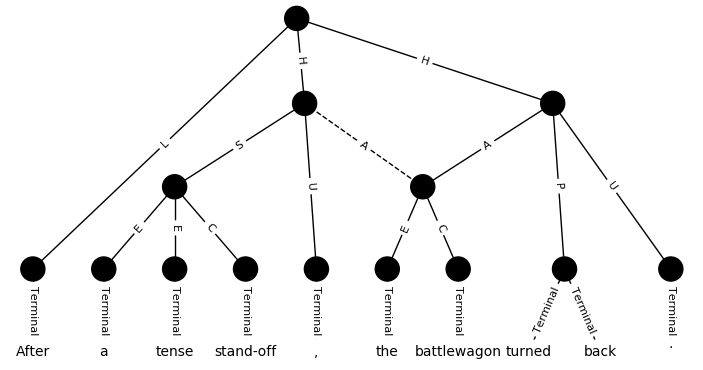 H
H
L
S
A
A
P
U
U
E
E
C
E
C
Terminal
Terminal
Terminal
Terminal
Terminal
Terminal
Terminal
Terminal
Terminal
Terminal
After a tense stand-off , the battlewagon turned back .